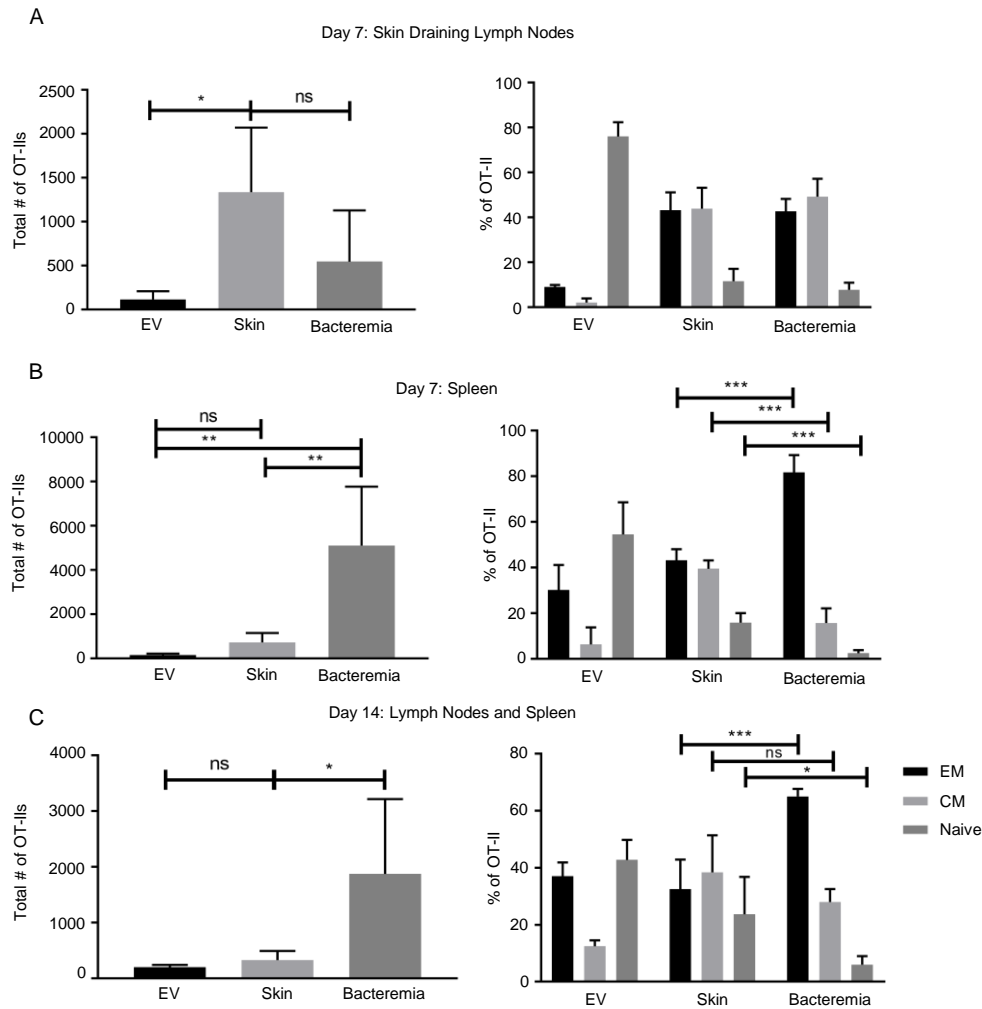 A
Day 7: Skin Draining Lymph Nodes
Total # of OT-IIs
2500
2000
1500
1000
500
0
*
ns
EV
Skin
Bacteremia
% of OT-II
100
80
60
40
20
0
EV
Skin
Bacteremia
B
Day 7: Spleen
Total # of OT-IIs
10000
8000
6000
4000
2000
0
ns
**
**
EV
Skin
Bacteremia
% of OT-II
100
80
60
40
20
0
***
***
***
EV
Skin
Bacteremia
C
Day 14: Lymph Nodes and Spleen
Total # of OT-IIs
4000
3000
2000
1000
0
ns
*
EV
Skin
Bacteremia
% of OT-II
80
60
40
20
0
***
ns
*
EV
Skin
Bacteremia
EM
CM
Naive